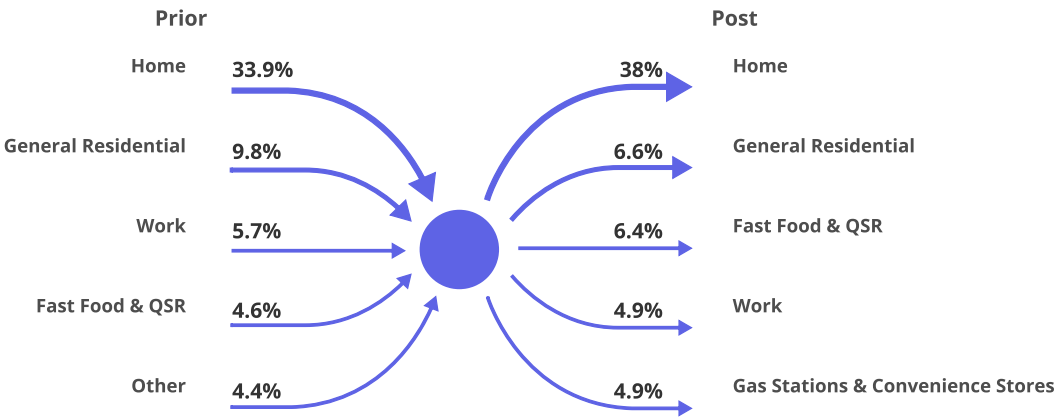 Prior
Post
Home 33.9%
38% Home
General Residential 9.8%
6.6% General Residential
Work 5.7%
6.4% Fast Food & QSR
Fast Food & QSR 4.6%
4.9% Work
Other 4.4%
4.9% Gas Stations & Convenience Stores